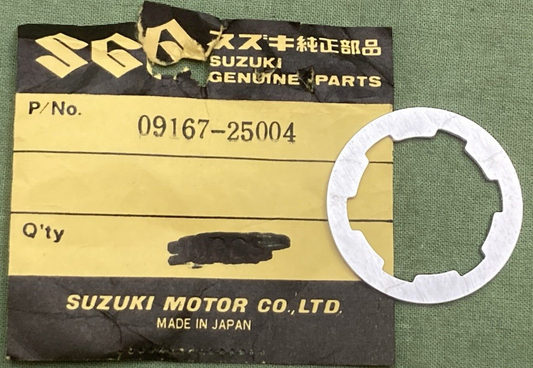 SGP
スズキ純正部品
SUZUKI
GENUINE PARTS
P/No.
09167-25004
Q'ty
SUZUKI MOTOR CO.,LTD.
MADE IN JAPAN